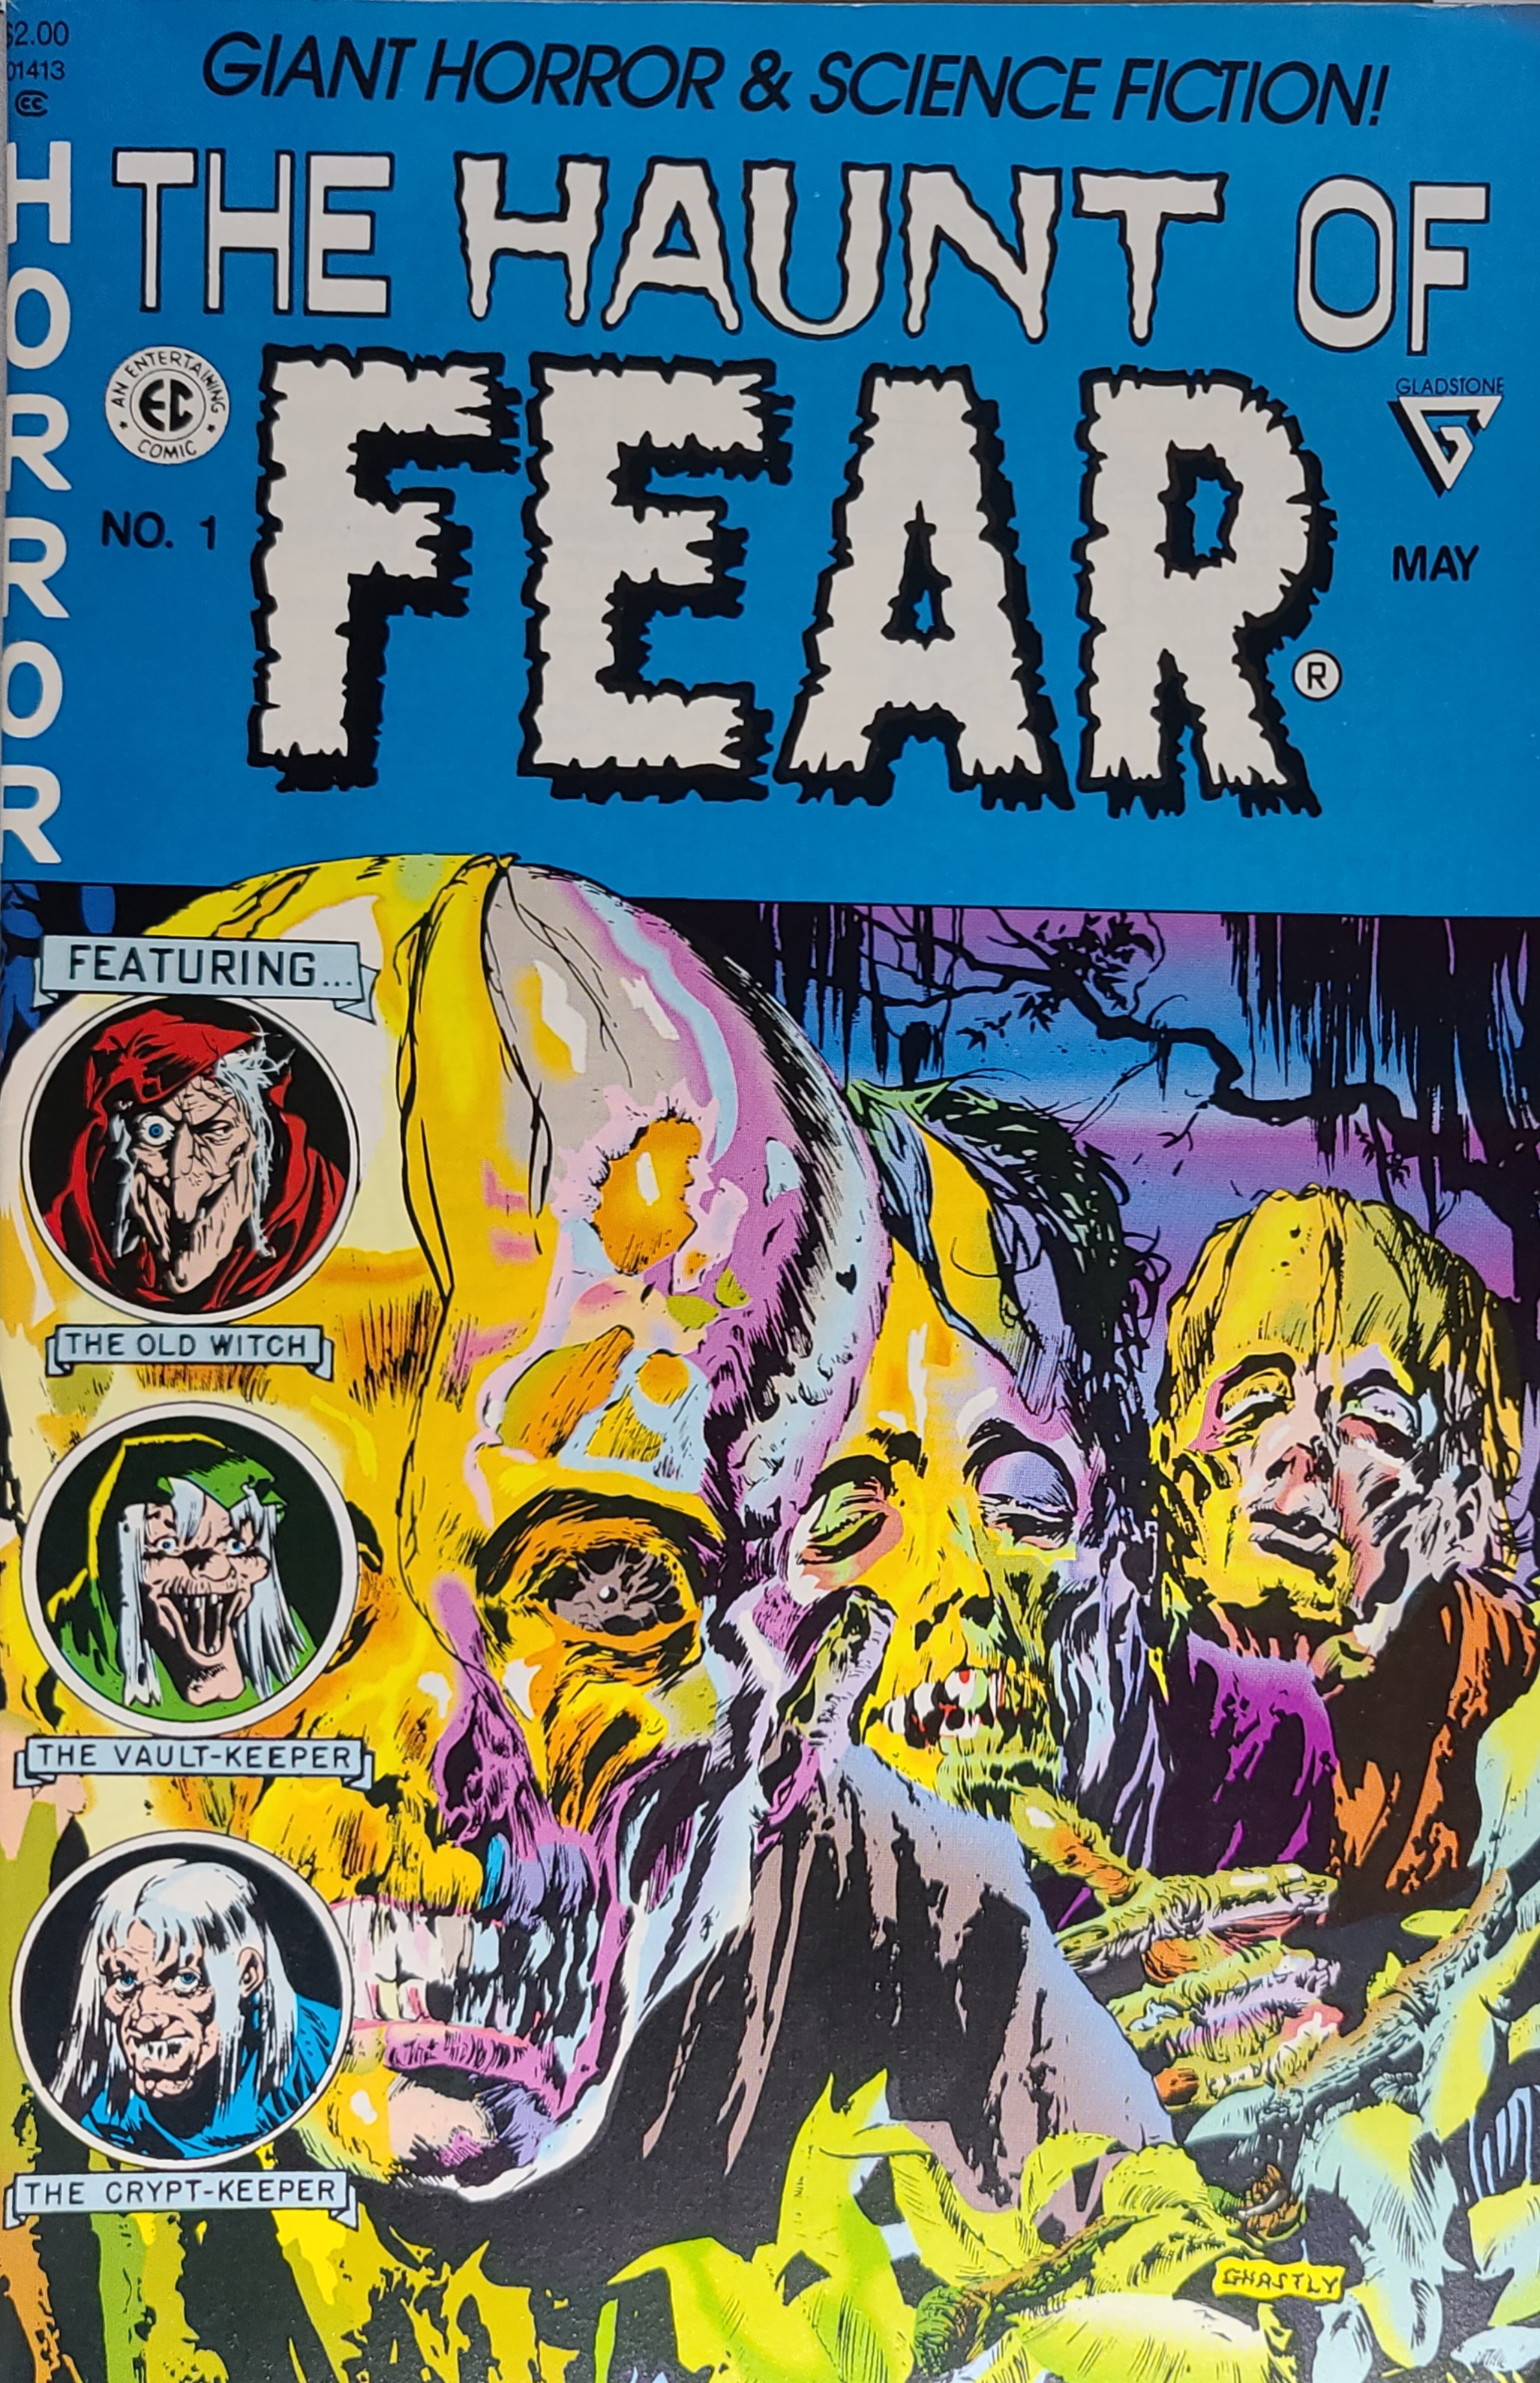 $2.00
01413
GIANT HORROR & SCIENCE FICTION!
HORROR
THE HAUNT OF
FEAR
®
AN ENTERTAINING
EC
COMIC
NO. 1
GLADSTONE
G
MAY
FEATURING...
THE OLD WITCH
THE VAULT-KEEPER
THE CRYPT-KEEPER
GHASTLY